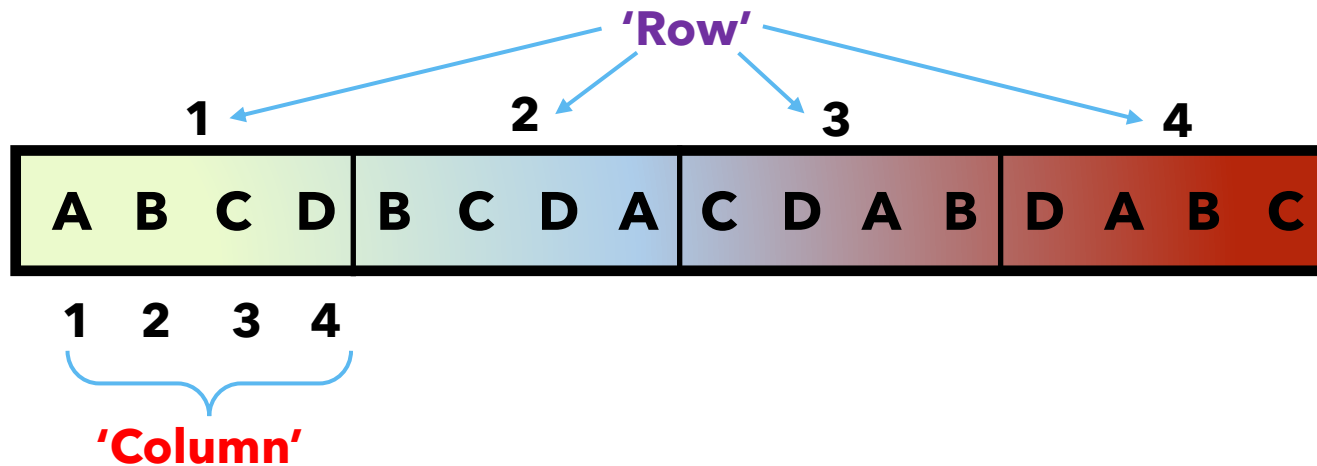 ‘Row’
1 2 3 4
A B C D B C D A C D A B D A B C
1 2 3 4
‘Column’